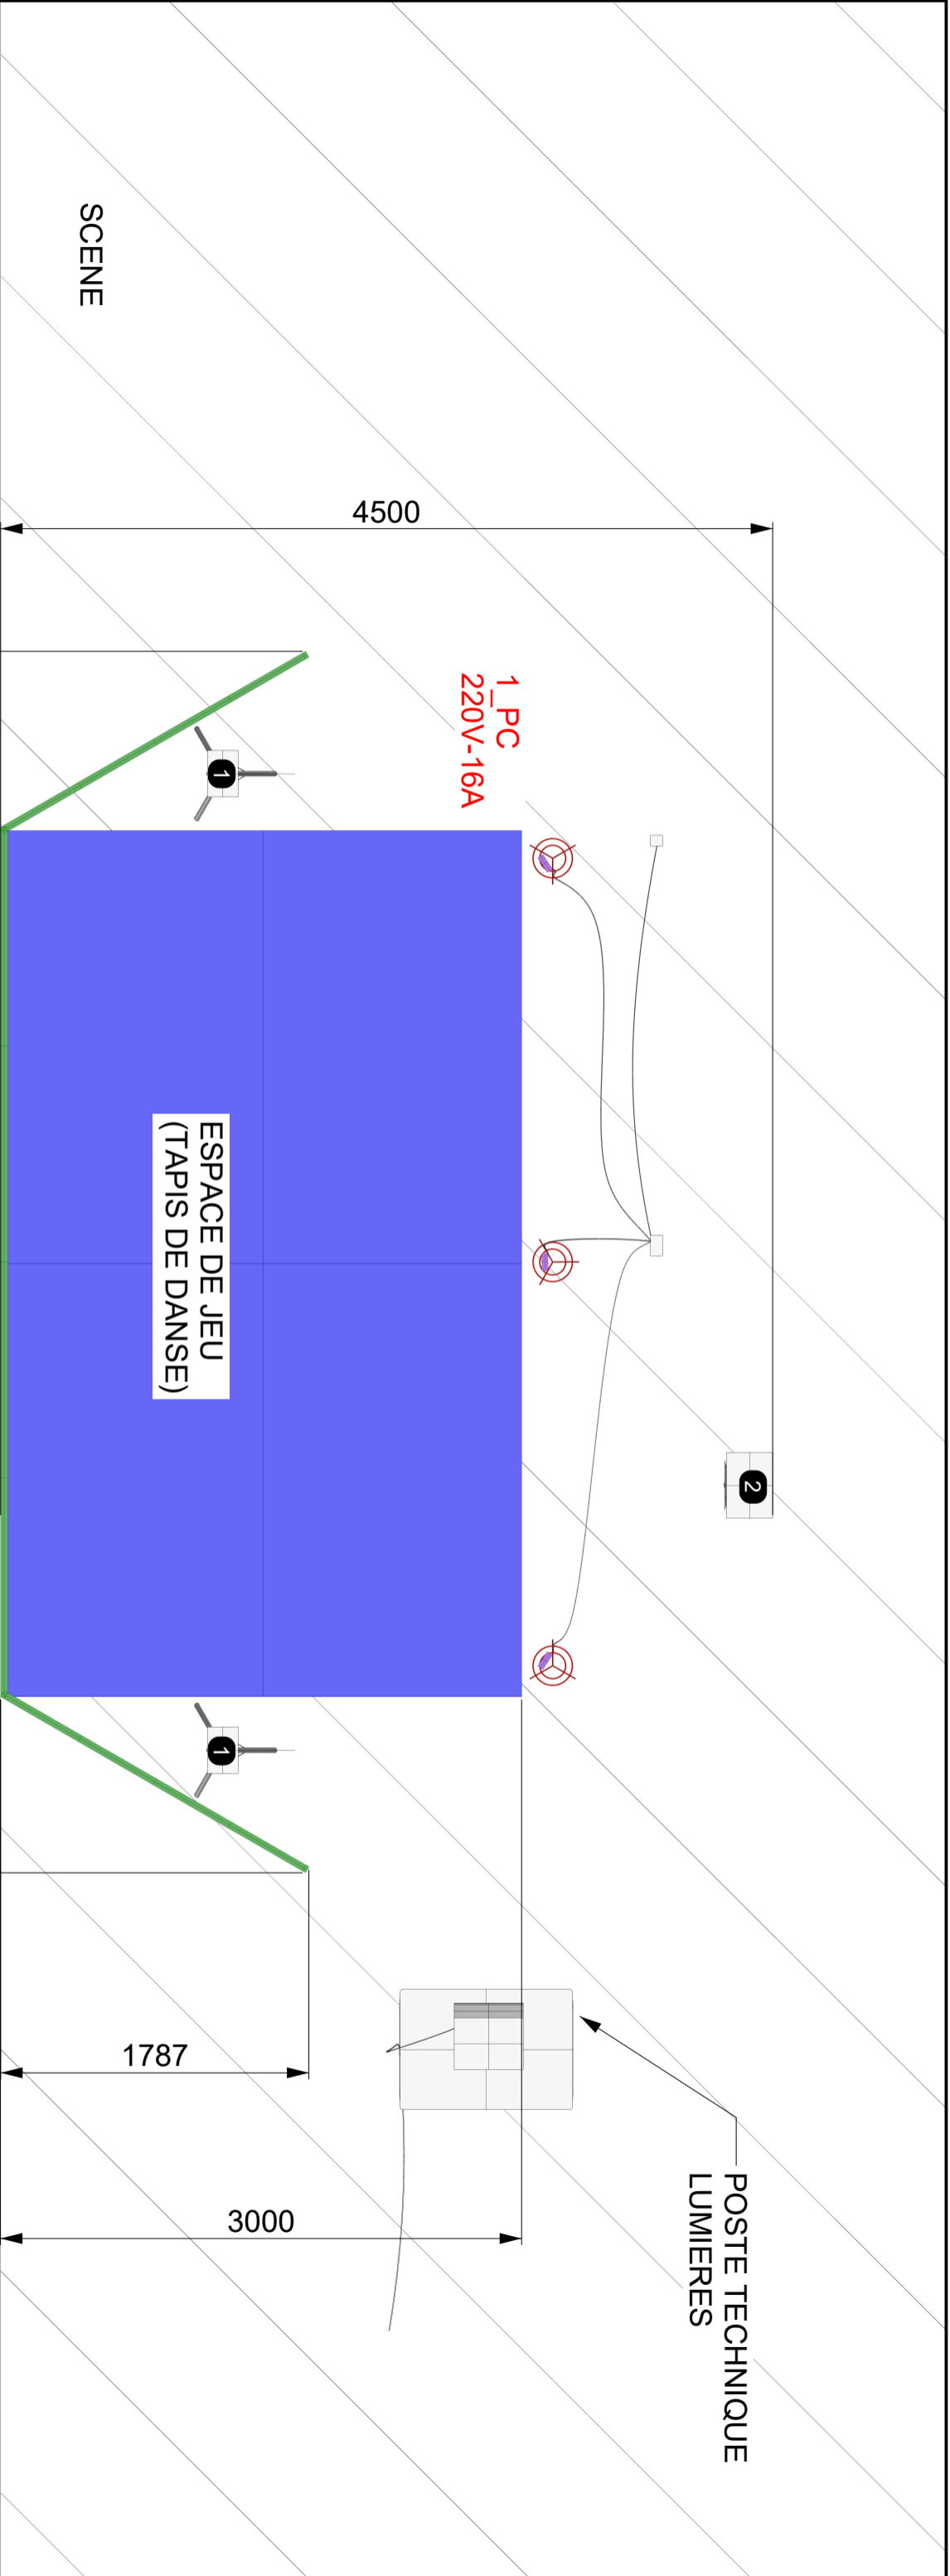 SCENE
4500
1_PC
220V-16A
1
ESPACE DE JEU
(TAPIS DE DANSE)
2
1
1787
3000
POSTE TECHNIQUE
LUMIERES